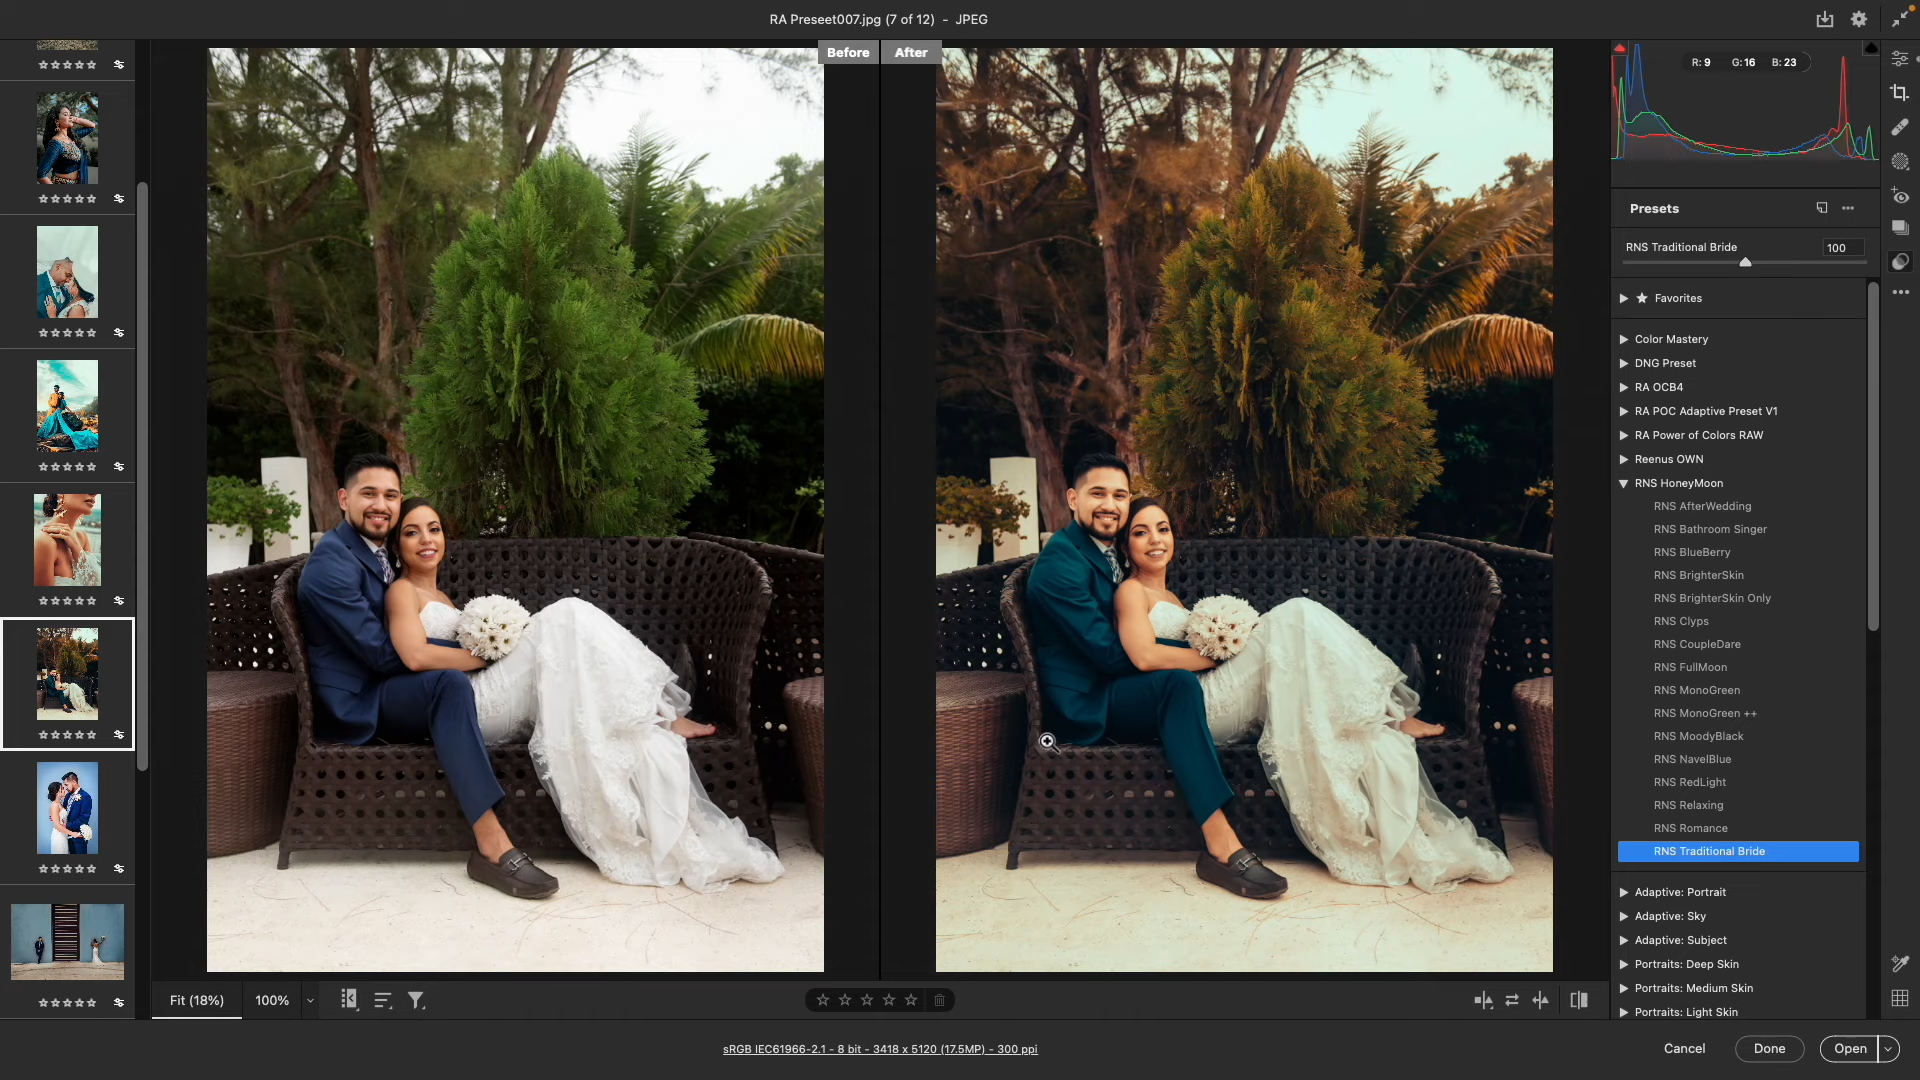 RA Preseet007.jpg (7 of 12) - JPEG
Before
After
R: 9 G: 16 B: 23
Presets
RNS Traditional Bride 100
Favorites
Color Mastery
DNG Preset
RA OCB4
RA POC Adaptive Preset V1
RA Power of Colors RAW
Reenus OWN
RNS HoneyMoon
RNS AfterWedding
RNS Bathroom Singer
RNS BlueBerry
RNS BrighterSkin
RNS BrighterSkin Only
RNS Clyps
RNS CoupleDare
RNS FullMoon
RNS MonoGreen
RNS MonoGreen ++
RNS MoodyBlack
RNS NavelBlue
RNS RedLight
RNS Relaxing
RNS Romance
RNS Traditional Bride
Adaptive: Portrait
Adaptive: Sky
Adaptive: Subject
Portraits: Deep Skin
Portraits: Medium Skin
Portraits: Light Skin
Fit (18%) 100%
sRGB IEC61966-2.1 - 8 bit - 3418 x 5120 (17.5MP) - 300 ppi
Cancel
Done
Open